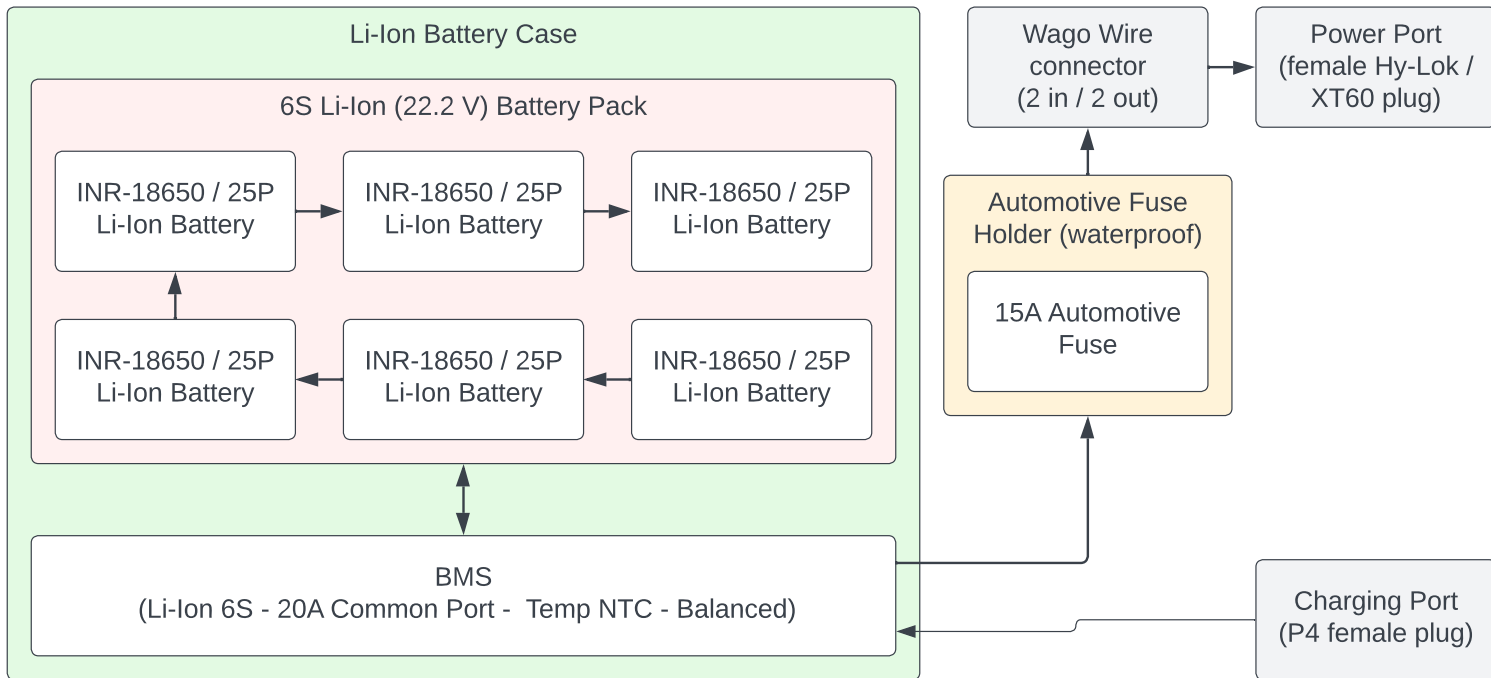 Li-Ion Battery Case
6S Li-Ion (22.2 V) Battery Pack
INR-18650 / 25P
Li-Ion Battery
INR-18650 / 25P
Li-Ion Battery
INR-18650 / 25P
Li-Ion Battery
INR-18650 / 25P
Li-Ion Battery
INR-18650 / 25P
Li-Ion Battery
INR-18650 / 25P
Li-Ion Battery
BMS
(Li-Ion 6S - 20A Common Port -  Temp NTC - Balanced)
Wago Wire
connector
(2 in / 2 out)
Power Port
(female Hy-Lok /
XT60 plug)
Automotive Fuse
Holder (waterproof)
15A Automotive
Fuse
Charging Port
(P4 female plug)